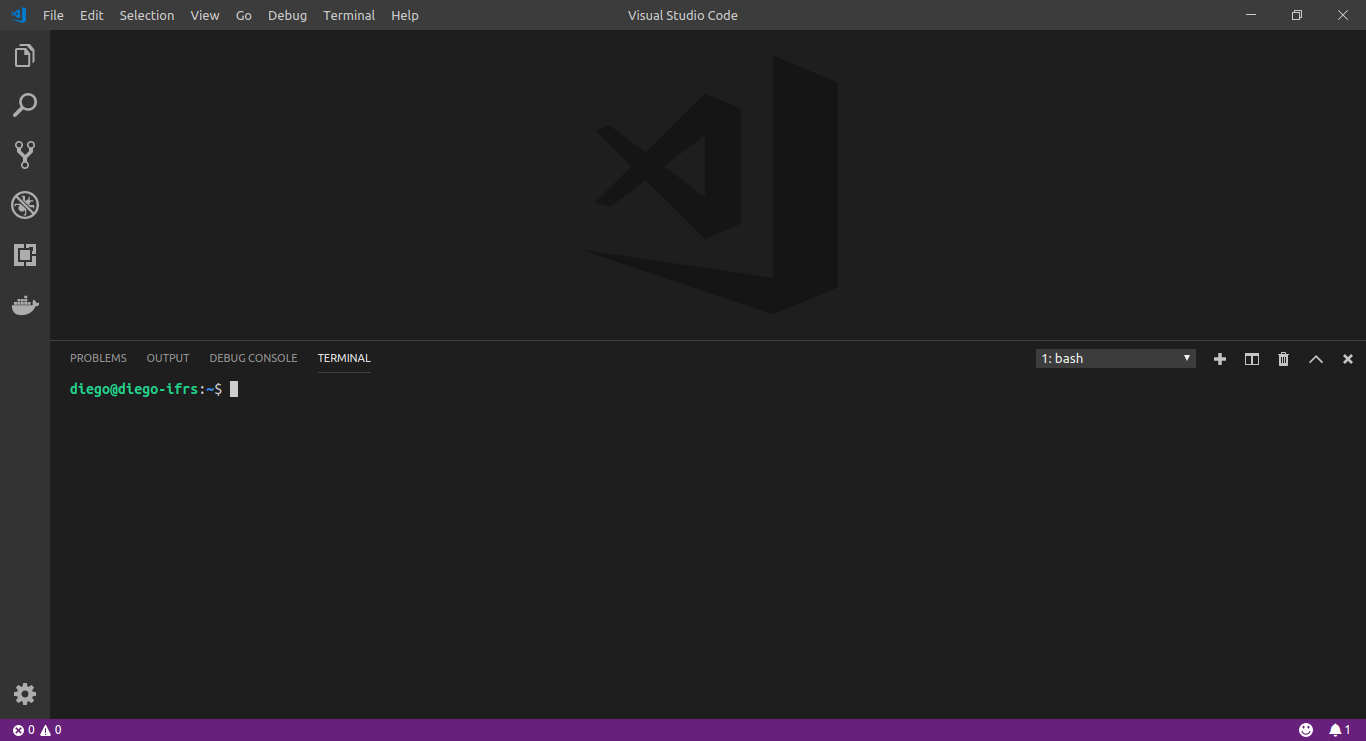 File Edit Selection View Go Debug Terminal Help Visual Studio Code
PROBLEMS OUTPUT DEBUG CONSOLE TERMINAL 1: bash
diego@diego-ifrs:~$
0 0 1